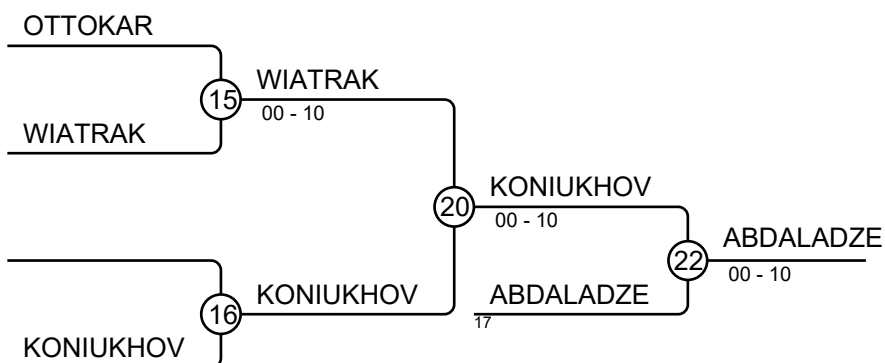 OTTOKAR
WIATRAK
15
00 - 10
WIATRAK
KONIUKHOV
20
00 - 10
ABDALADZE
22
00 - 10
KONIUKHOV
16
ABDALADZE
17
KONIUKHOV